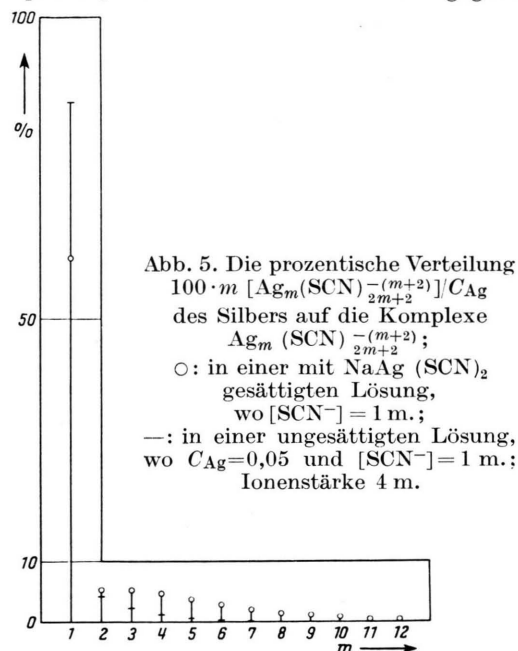 100
%
50
10
0
1 2 3 4 5 6 7 8 9 10 11 12
m
Abb. 5. Die prozentische Verteilung
100·m [Ag_m(SCN)_{2m+2}^{−(m+2)}]/C_Ag
des Silbers auf die Komplexe
Ag_m (SCN)_{2m+2}^{−(m+2)};
○: in einer mit NaAg (SCN)₂
gesättigten Lösung,
wo [SCN⁻] = 1 m.;
—: in einer ungesättigten Lösung,
wo C_Ag=0,05 und [SCN⁻]= 1 m.;
Ionenstärke 4 m.